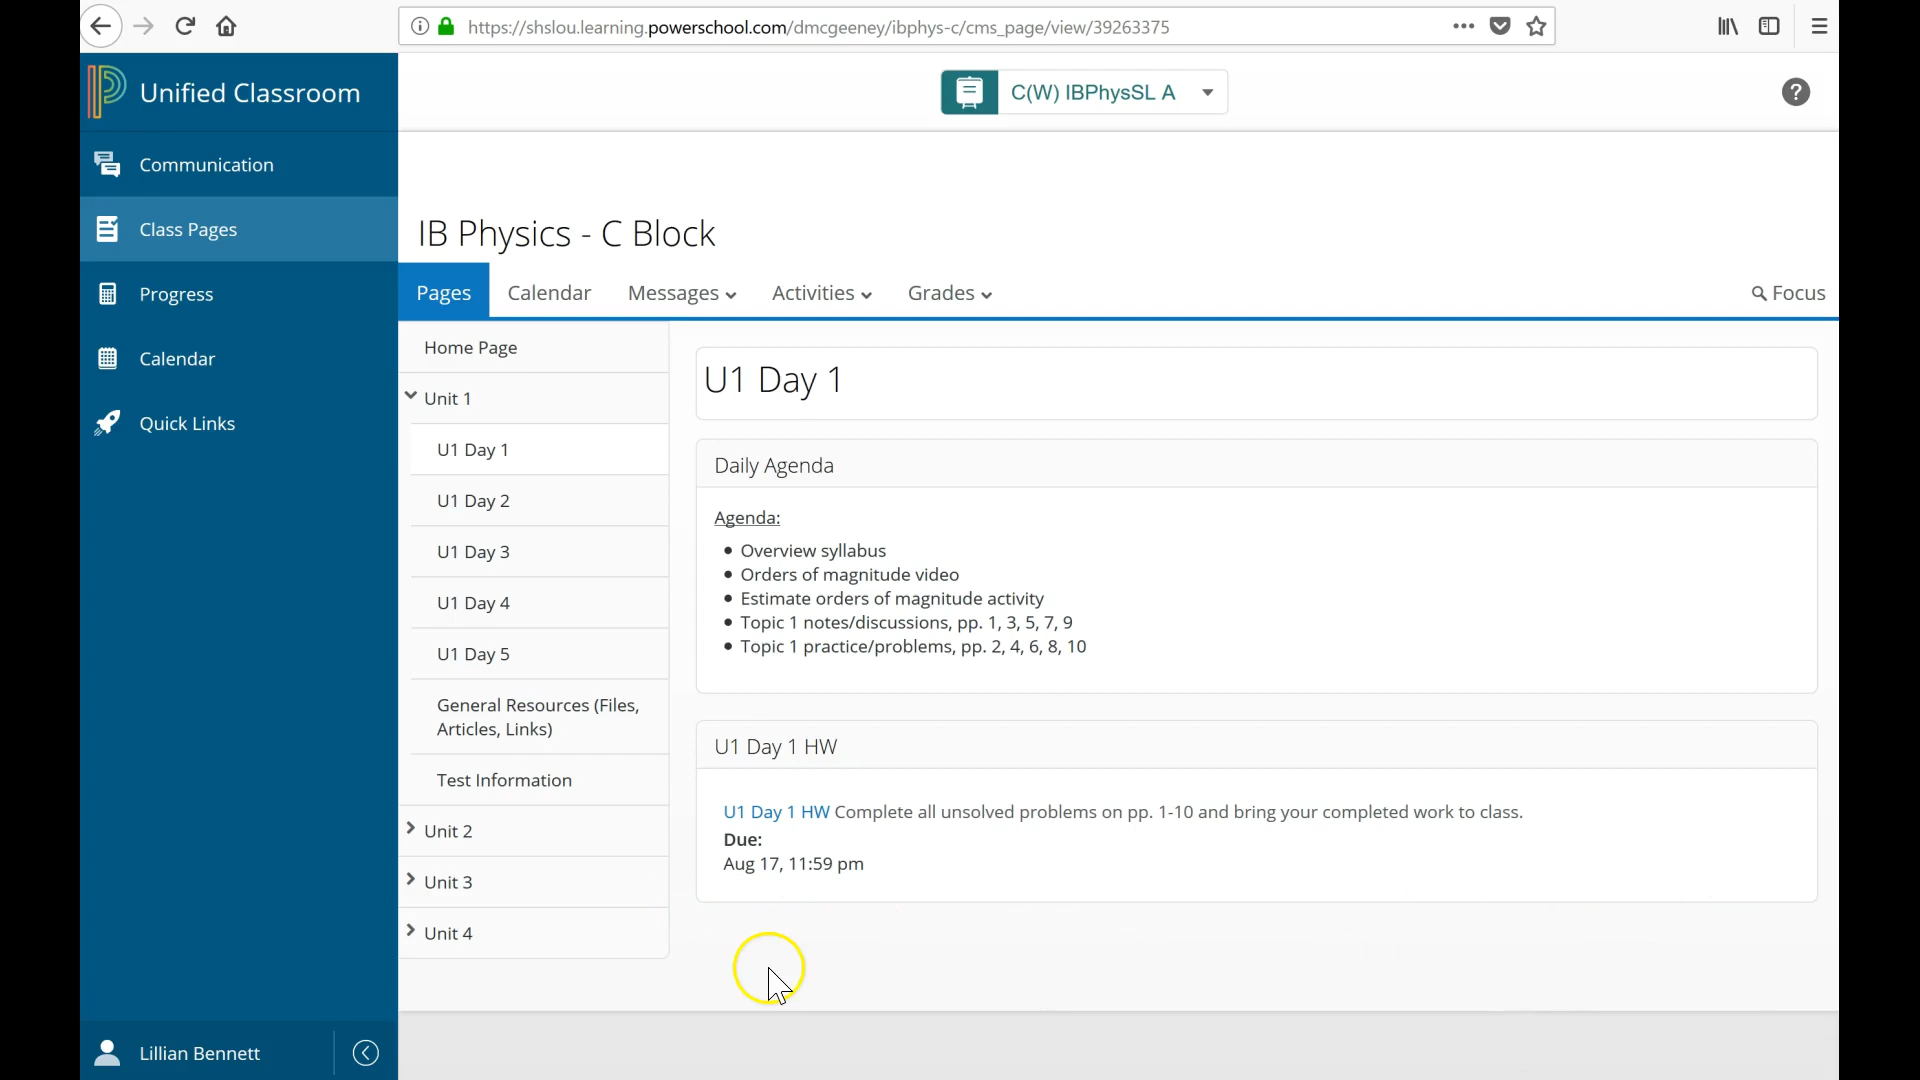 https://shslou.learning.powerschool.com/dmcgeeney/ibphys-c/cms_page/view/39263375
Unified Classroom
C(W) IBPhysSL A
?
Communication
Class Pages
Progress
Calendar
Quick Links
IB Physics - C Block
Pages
Calendar
Messages
Activities
Grades
Focus
Home Page
Unit 1
U1 Day 1
U1 Day 2
U1 Day 3
U1 Day 4
U1 Day 5
General Resources (Files,
Articles, Links)
Test Information
Unit 2
Unit 3
Unit 4
U1 Day 1
Daily Agenda
Agenda:
• Overview syllabus
• Orders of magnitude video
• Estimate orders of magnitude activity
• Topic 1 notes/discussions, pp. 1, 3, 5, 7, 9
• Topic 1 practice/problems, pp. 2, 4, 6, 8, 10
U1 Day 1 HW
U1 Day 1 HW Complete all unsolved problems on pp. 1-10 and bring your completed work to class.
Due:
Aug 17, 11:59 pm
Lillian Bennett